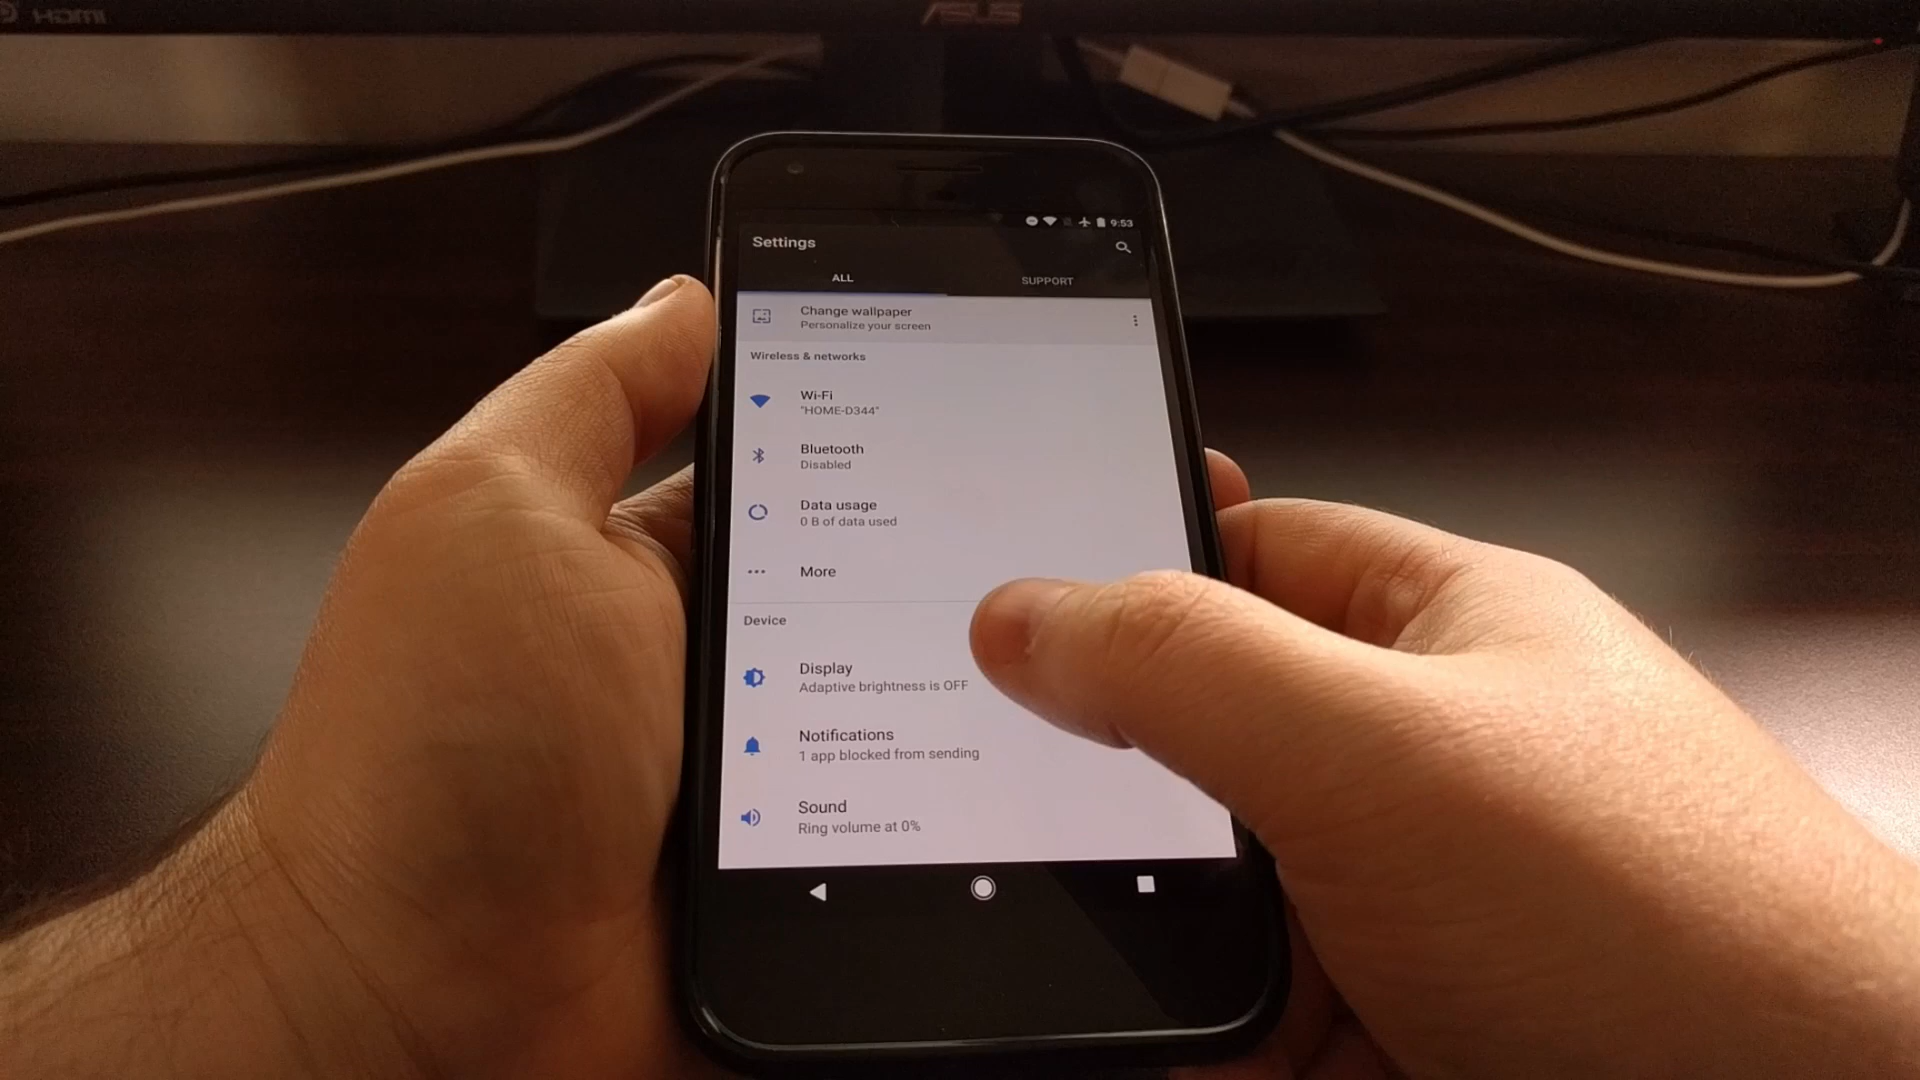 HDMI
ASUS
9:53
Settings
ALL
SUPPORT
Change wallpaper
Personalize your screen
Wireless & networks
Wi-Fi
"HOME-D344"
Bluetooth
Disabled
Data usage
0 B of data used
More
Device
Display
Adaptive brightness is OFF
Notifications
1 app blocked from sending
Sound
Ring volume at 0%